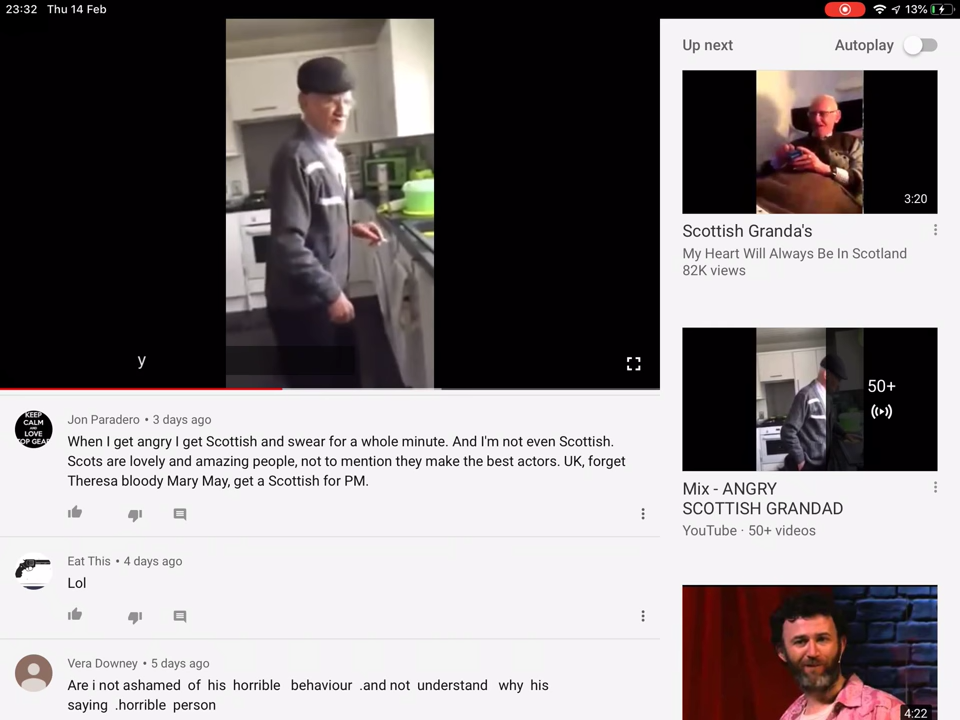 23:32 Thu 14 Feb
13%
y
Up next
Autoplay
3:20
Scottish Granda's
My Heart Will Always Be In Scotland
82K views
50+
Mix - ANGRY
SCOTTISH GRANDAD
YouTube · 50+ videos
4:22
KEEP
CALM
AND
LOVE
TOP GEAR
Jon Paradero • 3 days ago
When I get angry I get Scottish and swear for a whole minute. And I'm not even Scottish.
Scots are lovely and amazing people, not to mention they make the best actors. UK, forget
Theresa bloody Mary May, get a Scottish for PM.
Eat This • 4 days ago
Lol
Vera Downey • 5 days ago
Are i not ashamed of his horrible behaviour .and not understand why his
saying .horrible person